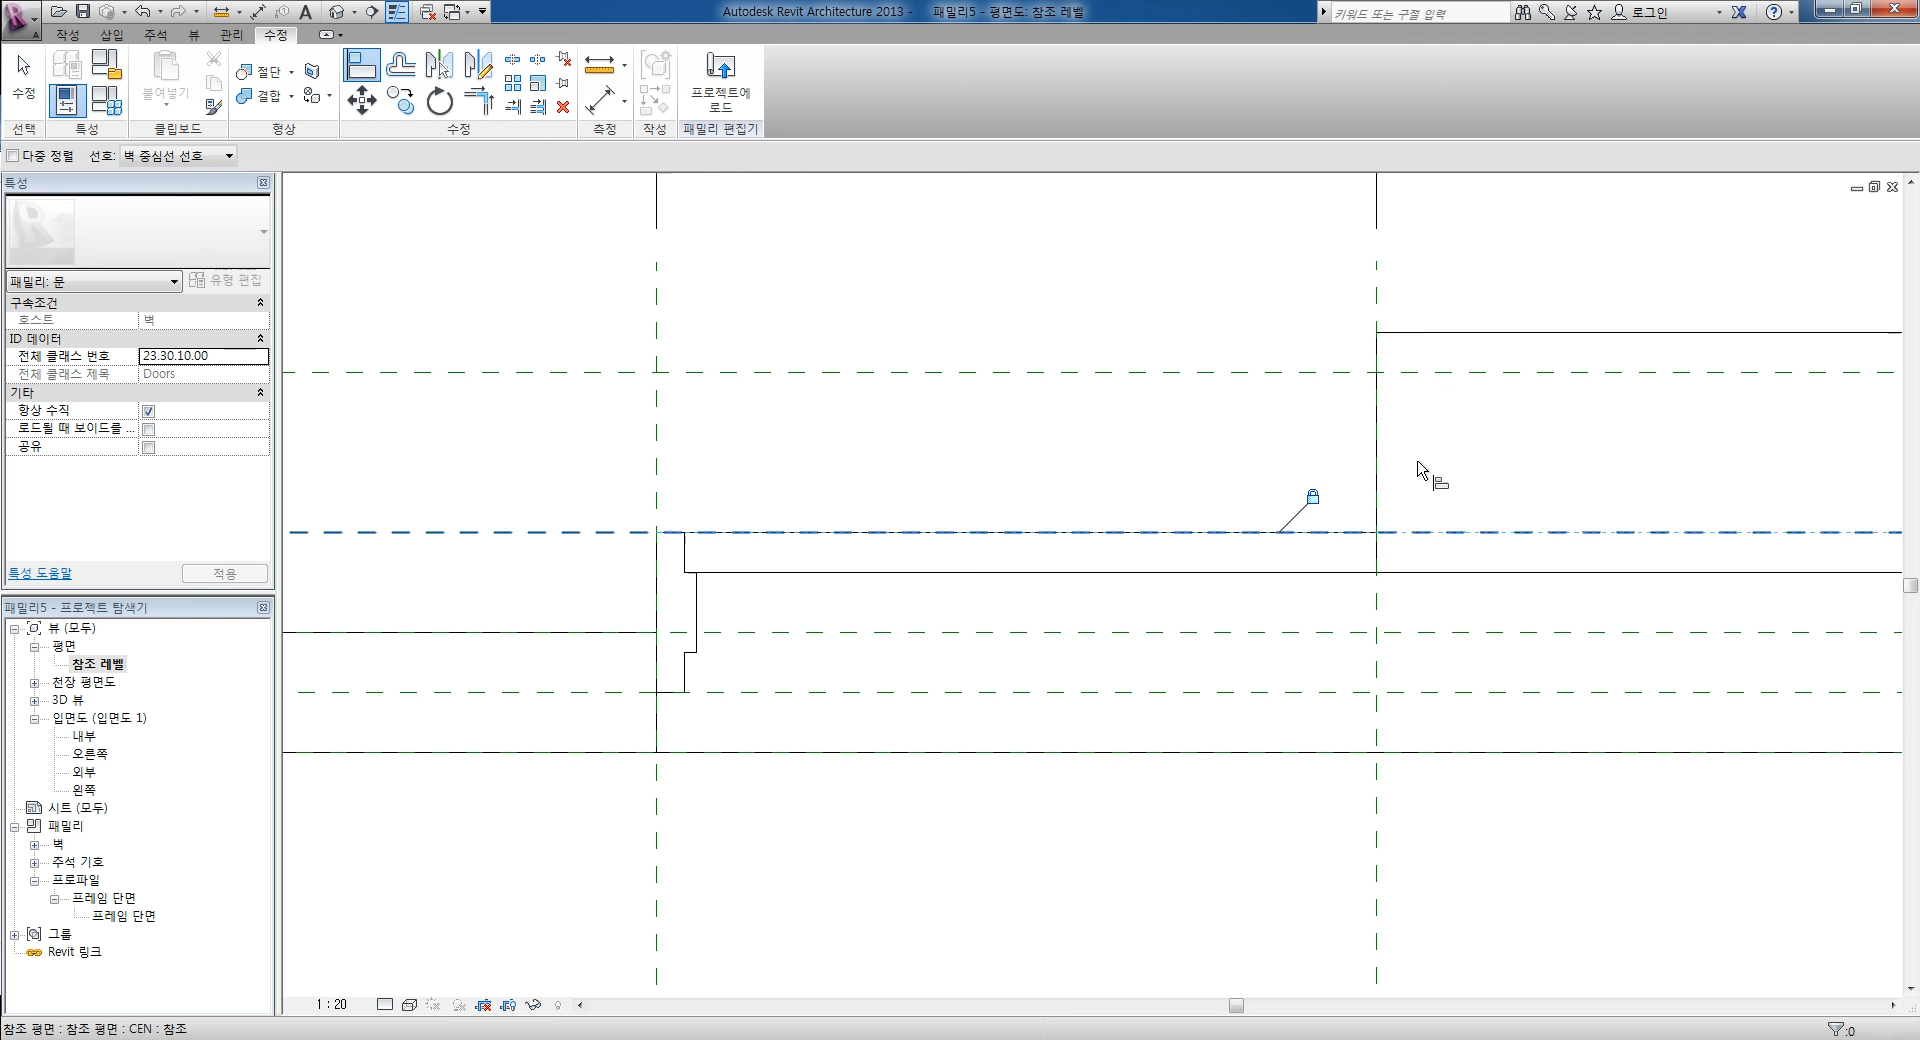 Autodesk Revit Architecture 2013 - 패밀리5 - 평면도: 참조 레벨
키워드 또는 구절 입력
로그인
작성 삽입 주석 뷰 관리 수정
수정
붙여넣기
절단
결합
프로젝트에
로드
선택 특성 클립보드 형상 수정 측정 작성 패밀리 편집기
다중 정렬 선호: 벽 중심선 선호
특성
패밀리: 문 유형 편집
구속조건
호스트 벽
ID 데이터
전체 클래스 번호 23.30.10.00
전체 클래스 제목 Doors
기타
항상 수직
로드될 때 보이드를 ...
공유
특성 도움말 적용
패밀리5 - 프로젝트 탐색기
뷰 (모두)
평면
참조 레벨
천장 평면도
3D 뷰
입면도 (입면도 1)
내부
오른쪽
외부
왼쪽
시트 (모두)
패밀리
벽
주석 기호
프로파일
프레임 단면
프레임 단면
그룹
Revit 링크
1 : 20
참조 평면 : 참조 평면 : CEN : 참조
:0